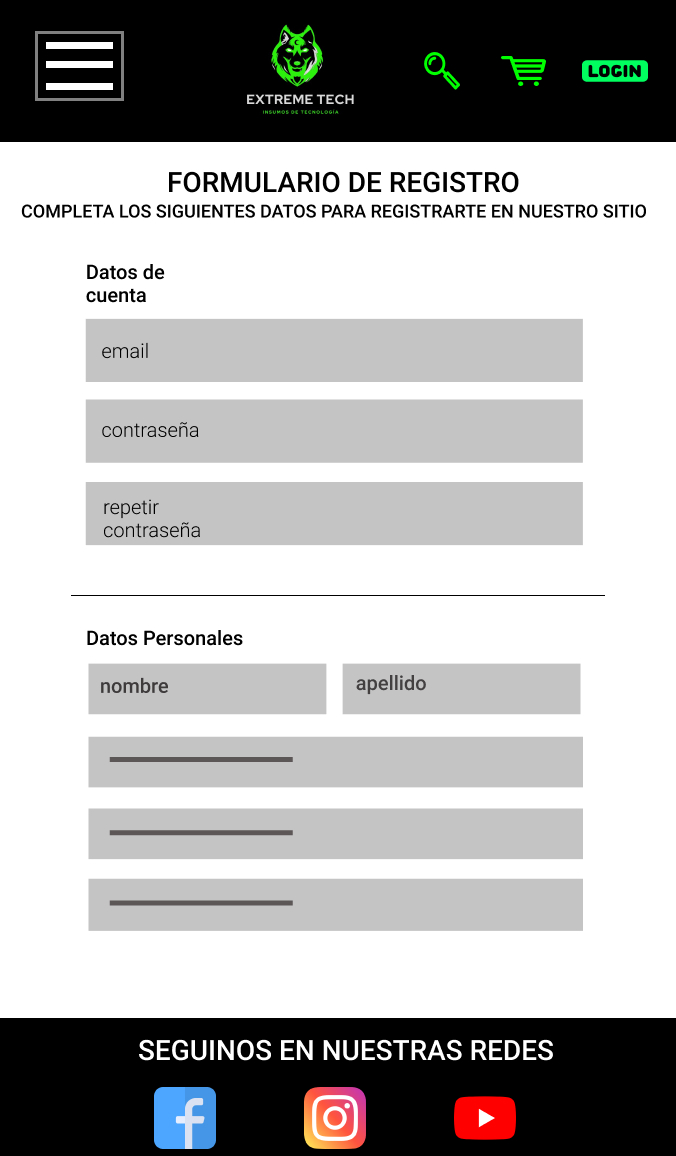 EXTREME TECH
INSUMOS DE TECNOLOGÍA
LOGIN
FORMULARIO DE REGISTRO
COMPLETA LOS SIGUIENTES DATOS PARA REGISTRARTE EN NUESTRO SITIO
Datos de
cuenta
email
contraseña
repetir
contraseña
Datos Personales
nombre
apellido
SEGUINOS EN NUESTRAS REDES